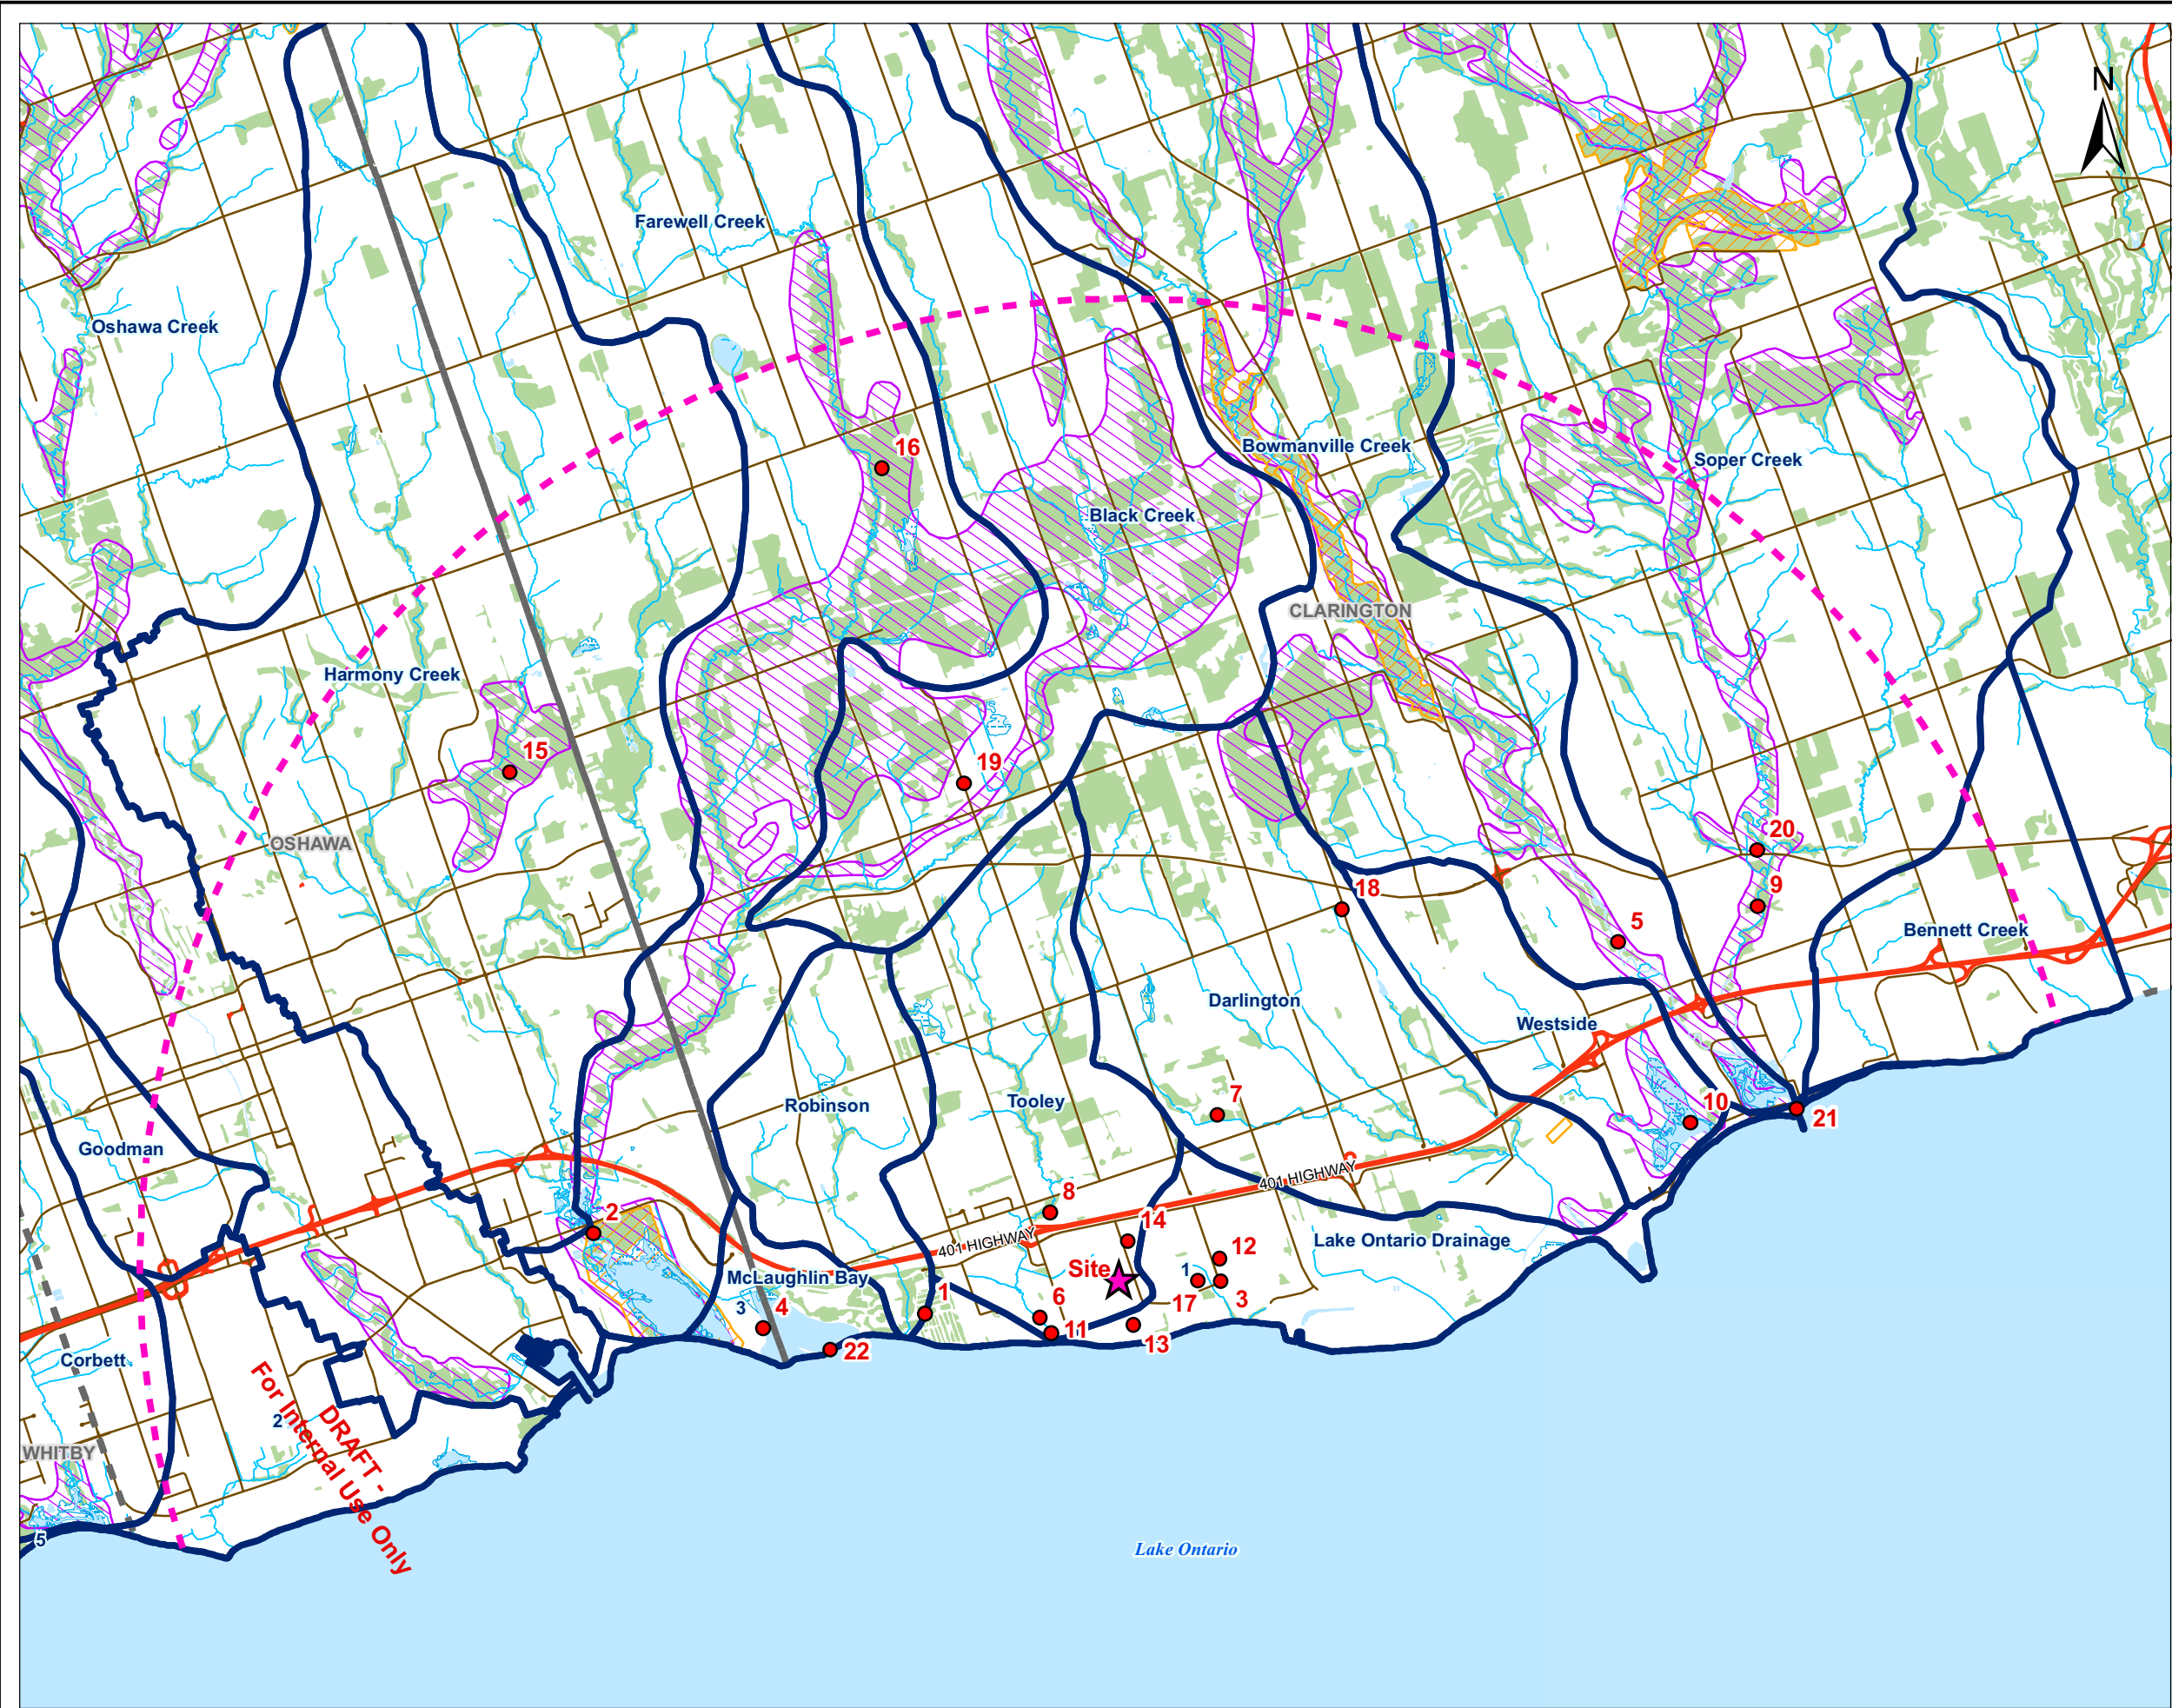 N
Farewell Creek
Oshawa Creek
16
Bowmanville Creek
Soper Creek
Black Creek
CLARINGTON
Harmony Creek
15
19
OSHAWA
20
18
9
5
Bennett Creek
Darlington
Westside
Robinson
Tooley
7
10
21
Goodman
8
401 HIGHWAY
2
14
401 HIGHWAY
12
Lake Ontario Drainage
Site
1
McLaughlin Bay
3
4
1
6
17
3
11
13
22
Corbett
2
WHITBY
DRAFT -
For Internal Use Only
5
Lake Ontario